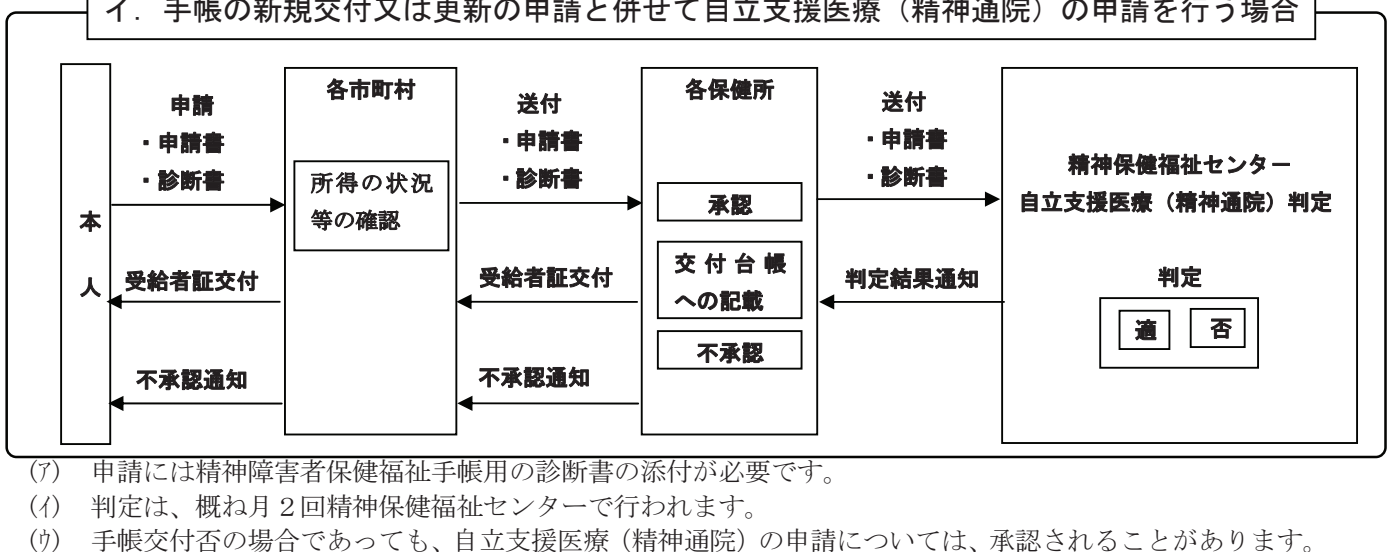 イ．手帳の新規交付又は更新の申請と併せて自立支援医療（精神通院）の申請を行う場合
本
人
申請
・申請書
・診断書
受給者証交付
不承認通知
各市町村
所得の状況
等の確認
送付
・申請書
・診断書
受給者証交付
不承認通知
各保健所
承認
交付台帳
への記載
不承認
送付
・申請書
・診断書
判定結果通知
精神保健福祉センター
自立支援医療（精神通院）判定
判定
適
否
(ｱ)　申請には精神障害者保健福祉手帳用の診断書の添付が必要です。
(ｲ)　判定は、概ね月２回精神保健福祉センターで行われます。
(ｳ)　手帳交付否の場合であっても、自立支援医療（精神通院）の申請については、承認されることがあります。